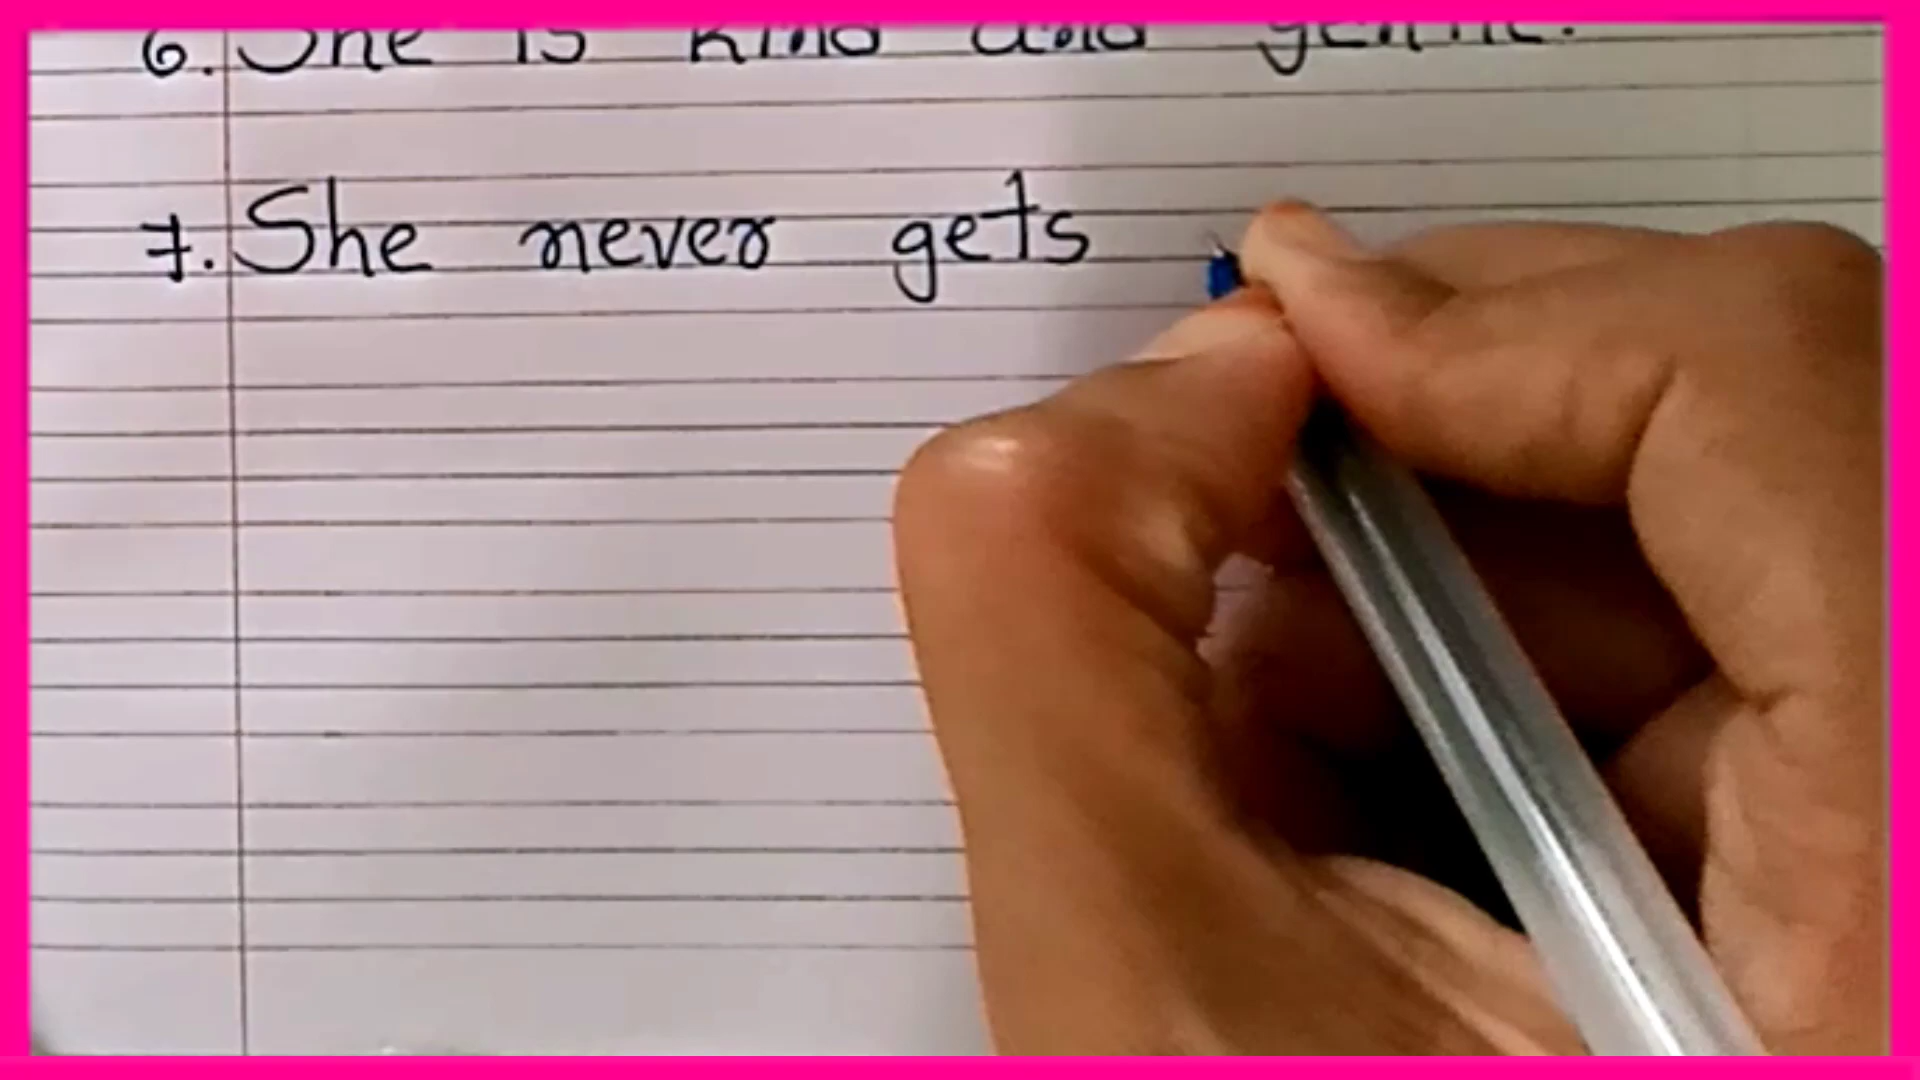 6. She is kind and gentle.
7. She never gets